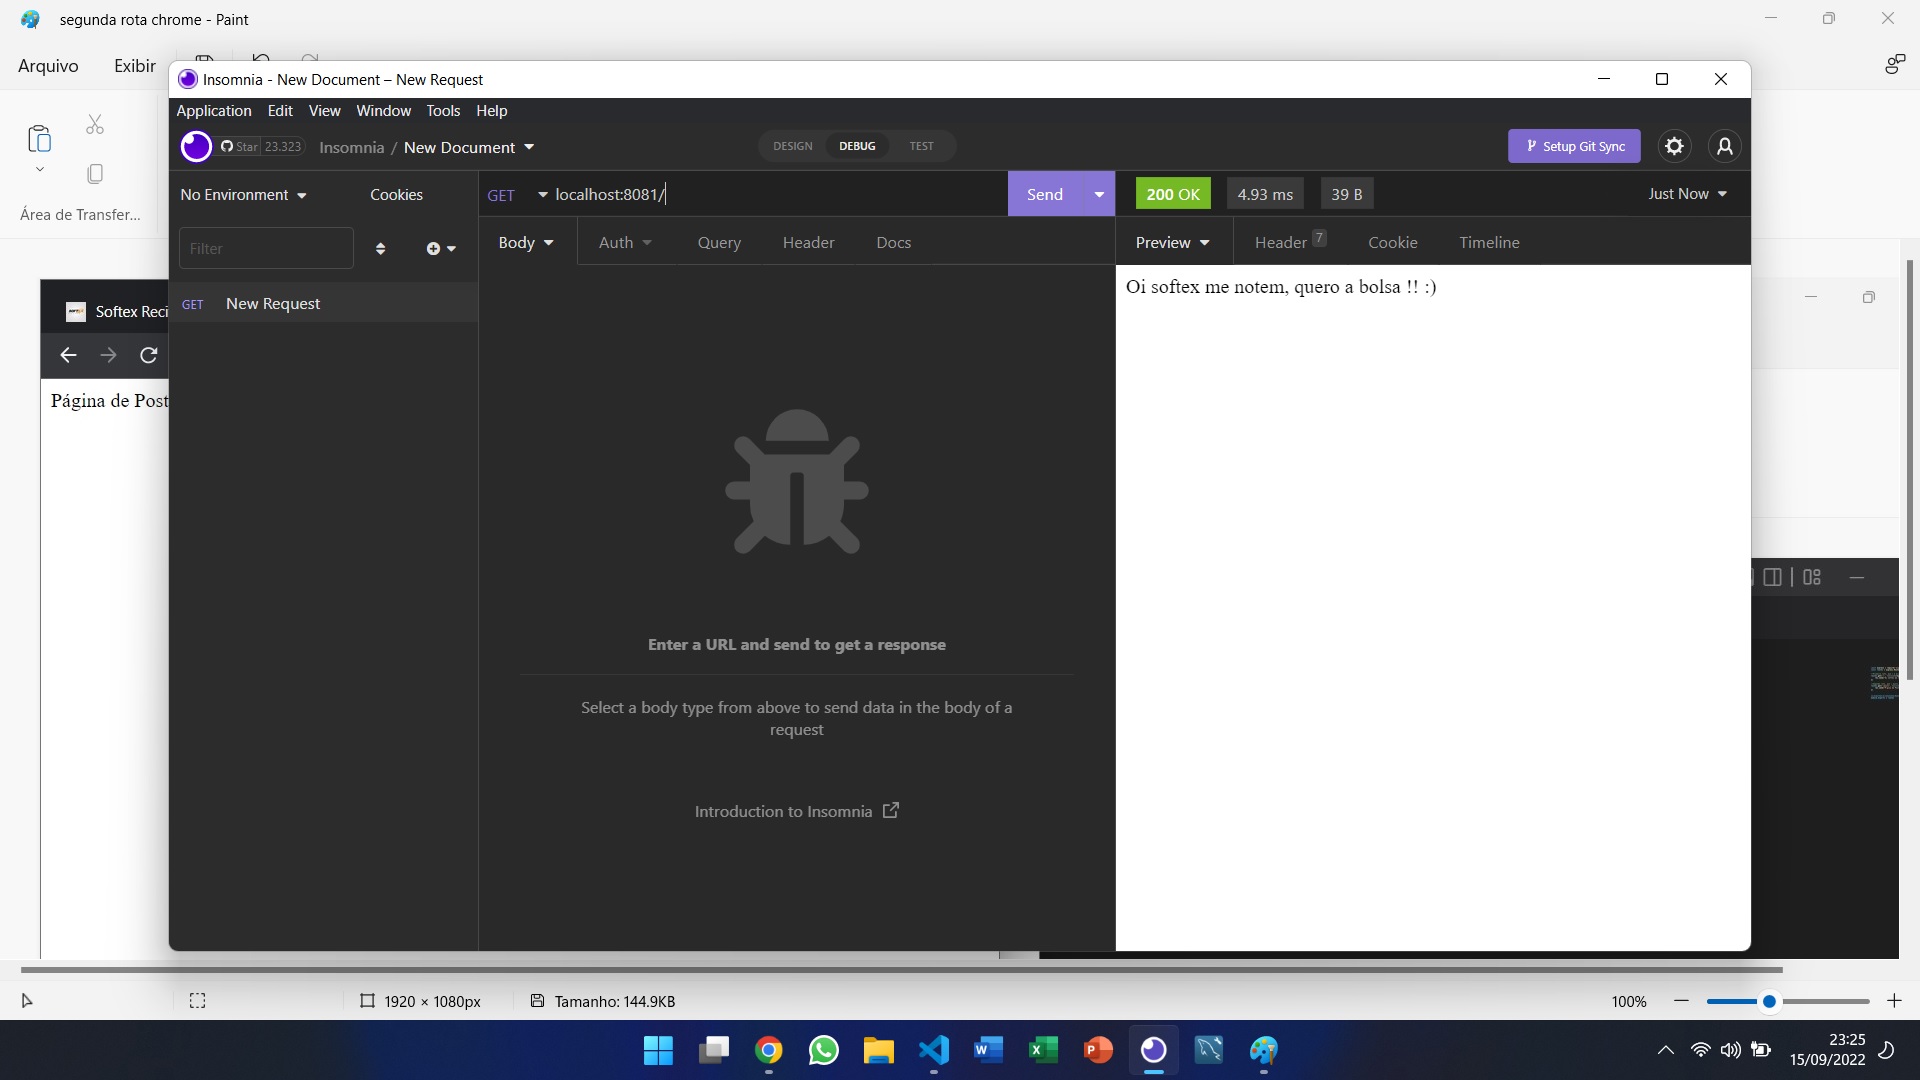 segunda rota chrome - Paint
Arquivo
Exibir
Insomnia - New Document – New Request
Application Edit View Window Tools Help
Star 23.323
Insomnia / New Document
DESIGN DEBUG TEST
Setup Git Sync
No Environment
Cookies
GET localhost:8081/
Send
200 OK
4.93 ms
39 B
Just Now
Área de Transfer...
Filter
Body Auth Query Header Docs
Preview Header 7 Cookie Timeline
GET New Request
Oi softex me notem, quero a bolsa !! :)
Softex Reci
Página de Post
Enter a URL and send to get a response
Select a body type from above to send data in the body of a
request
Introduction to Insomnia
1920 × 1080px
Tamanho: 144.9KB
100%
23:25
15/09/2022